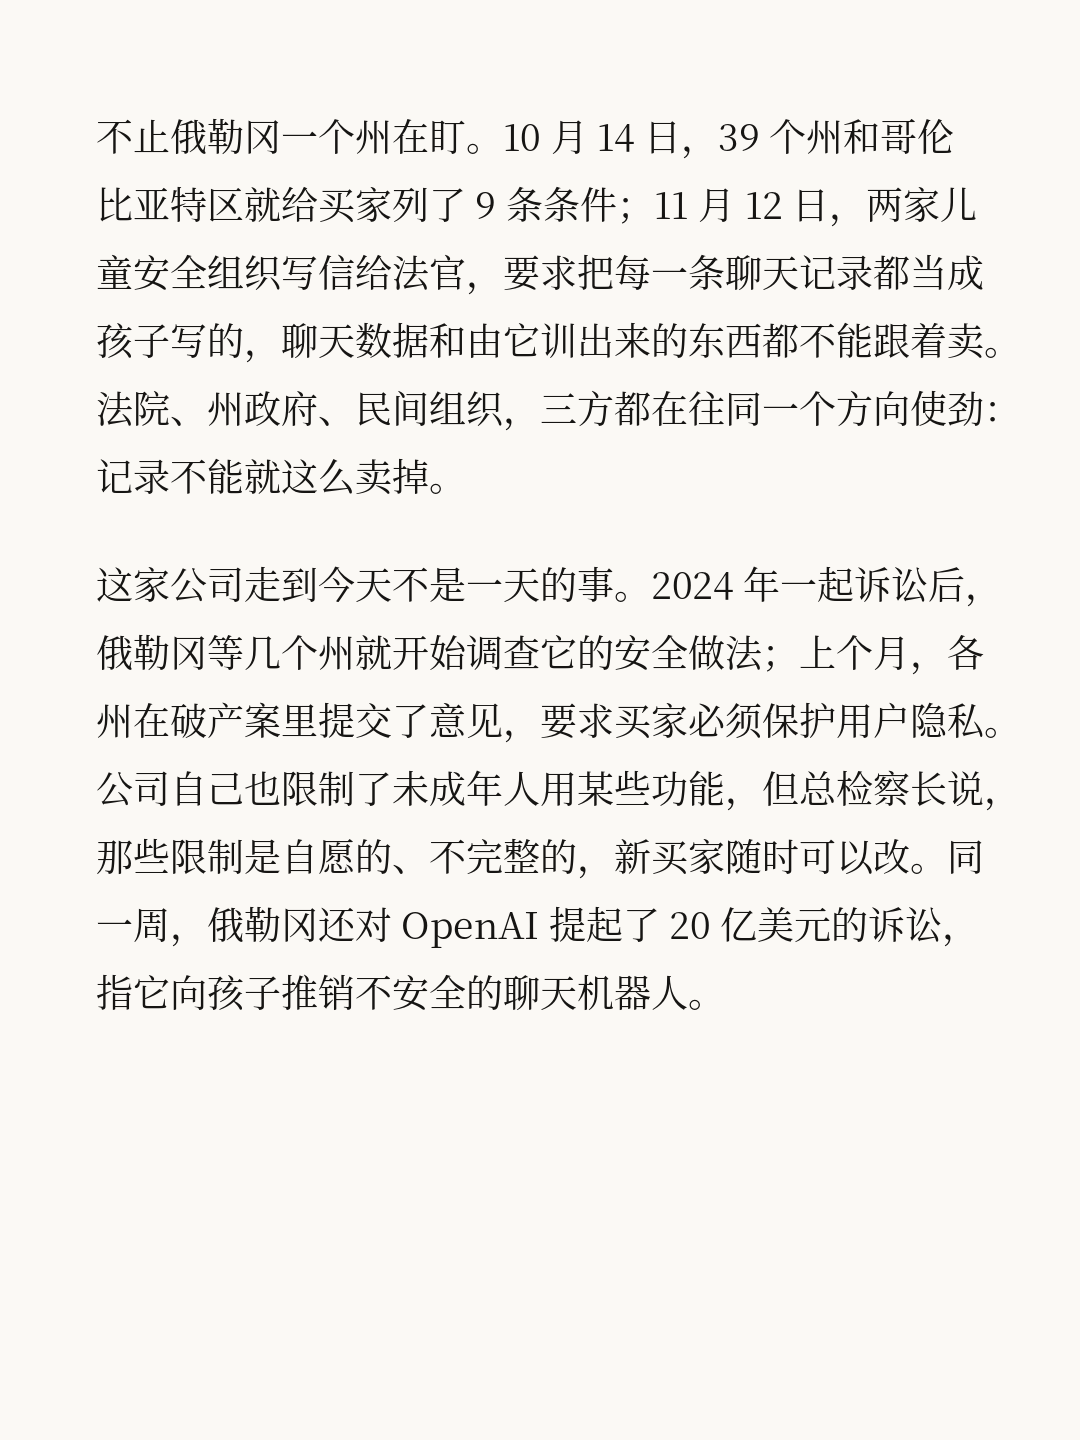 不止俄勒冈一个州在盯。10 月 14 日，39 个州和哥伦
比亚特区就给买家列了 9 条条件；11 月 12 日，两家儿
童安全组织写信给法官，要求把每一条聊天记录都当成
孩子写的，聊天数据和由它训出来的东西都不能跟着卖。
法院、州政府、民间组织，三方都在往同一个方向使劲：
记录不能就这么卖掉。
这家公司走到今天不是一天的事。2024 年一起诉讼后，
俄勒冈等几个州就开始调查它的安全做法；上个月，各
州在破产案里提交了意见，要求买家必须保护用户隐私。
公司自己也限制了未成年人用某些功能，但总检察长说，
那些限制是自愿的、不完整的，新买家随时可以改。同
一周，俄勒冈还对 OpenAI 提起了 20 亿美元的诉讼，
指它向孩子推销不安全的聊天机器人。